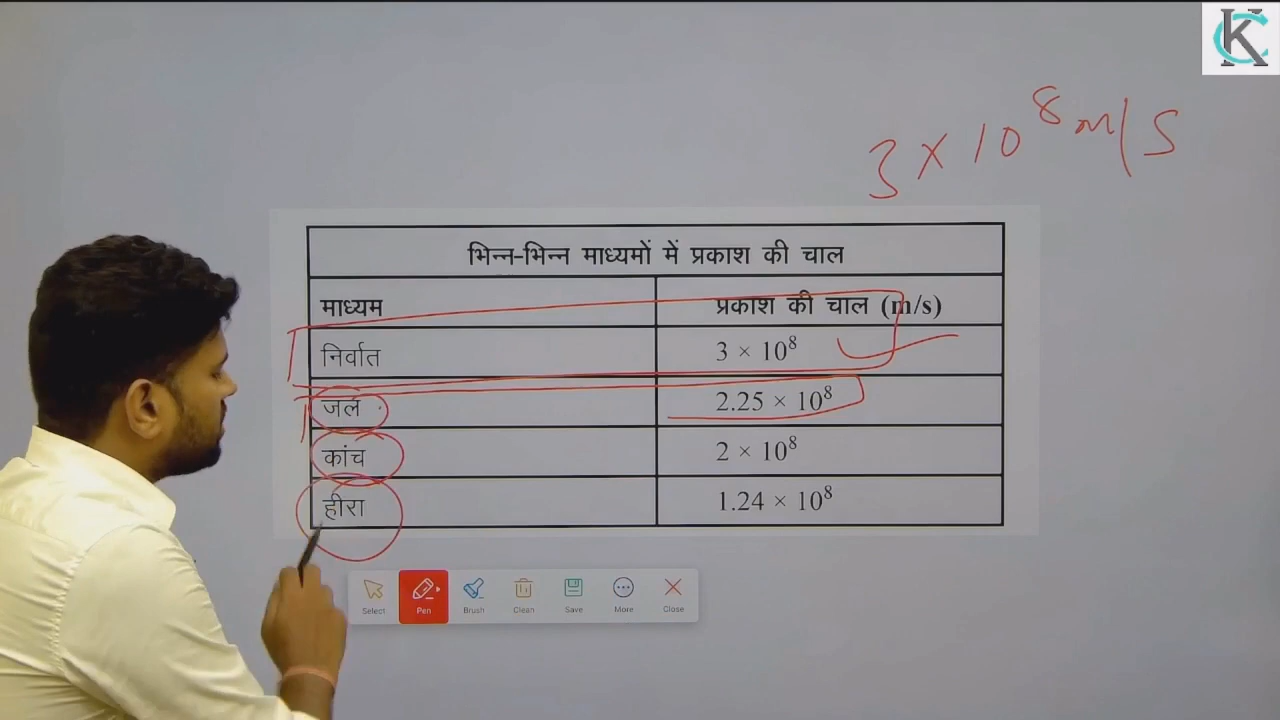 KC
3 × 10⁸ m/s
भिन्न-भिन्न माध्यमों में प्रकाश की चाल
माध्यम प्रकाश की चाल (m/s)
निर्वात 3 × 10⁸
जल 2.25 × 10⁸
कांच 2 × 10⁸
हीरा 1.24 × 10⁸
Select Pen Brush Clean Save More Close